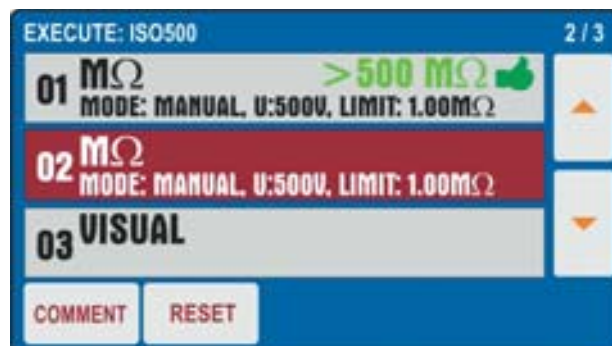 EXECUTE: ISO500 2/3
01 MΩ >500 MΩ
MODE: MANUAL, U:500V, LIMIT: 1.00MΩ
02 MΩ
MODE: MANUAL, U:500V, LIMIT: 1.00MΩ
03 VISUAL
COMMENT RESET